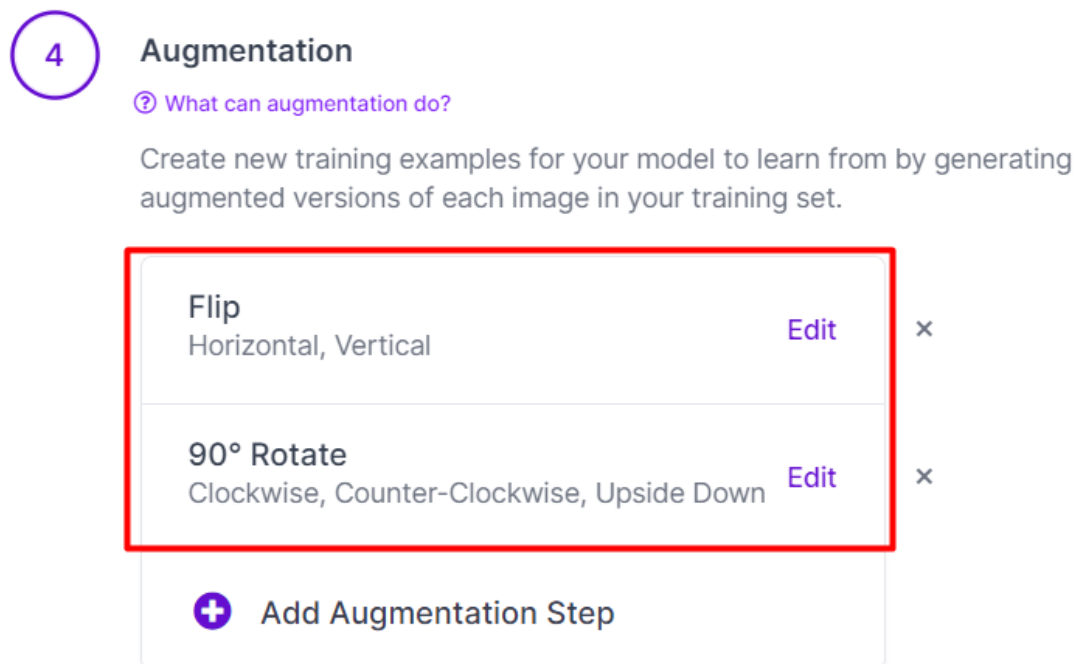 4
Augmentation
What can augmentation do?
Create new training examples for your model to learn from by generating
augmented versions of each image in your training set.
Flip
Horizontal, Vertical
Edit
90° Rotate
Clockwise, Counter-Clockwise, Upside Down
Edit
Add Augmentation Step